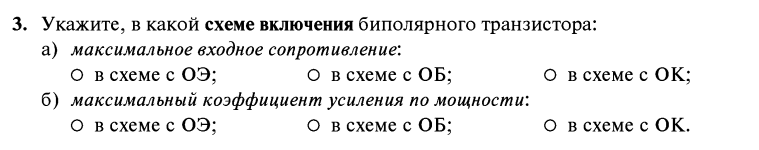 3. Укажите, в какой схеме включения биполярного транзистора:
а) максимальное входное сопротивление:
○ в схеме с ОЭ; ○ в схеме с ОБ; ○ в схеме с ОК;
б) максимальный коэффициент усиления по мощности:
○ в схеме с ОЭ; ○ в схеме с ОБ; ○ в схеме с ОК.